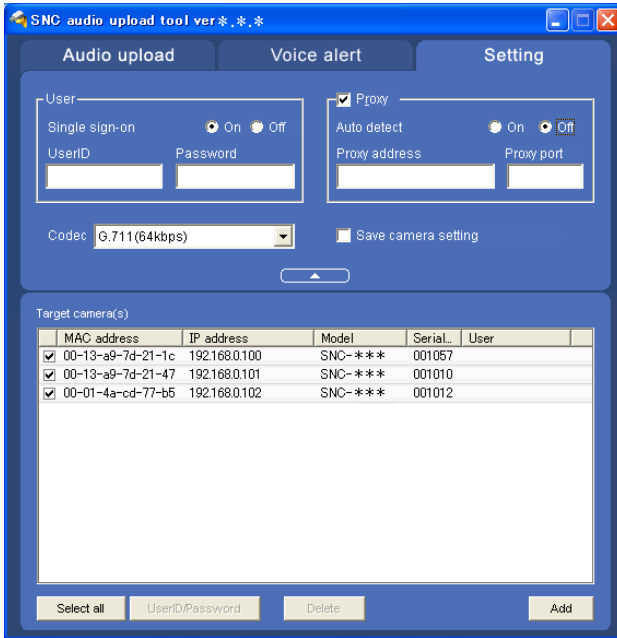 SNC audio upload tool ver*.*.*
Audio upload Voice alert Setting
User Proxy
Single sign-on On Off Auto detect On Off
UserID Password Proxy address Proxy port
Codec G.711(64kbps) Save camera setting
Target camera(s)
MAC address IP address Model Serial... User
00-13-a9-7d-21-1c 192.168.0.100 SNC-*** 001057
00-13-a9-7d-21-47 192.168.0.101 SNC-*** 001010
00-01-4a-cd-77-b5 192.168.0.102 SNC-*** 001012
Select all UserID/Password Delete Add